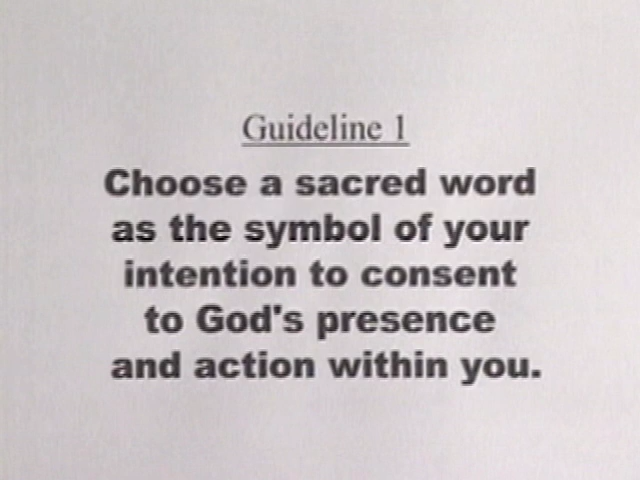 Guideline 1
Choose a sacred word
as the symbol of your
intention to consent
to God's presence
and action within you.